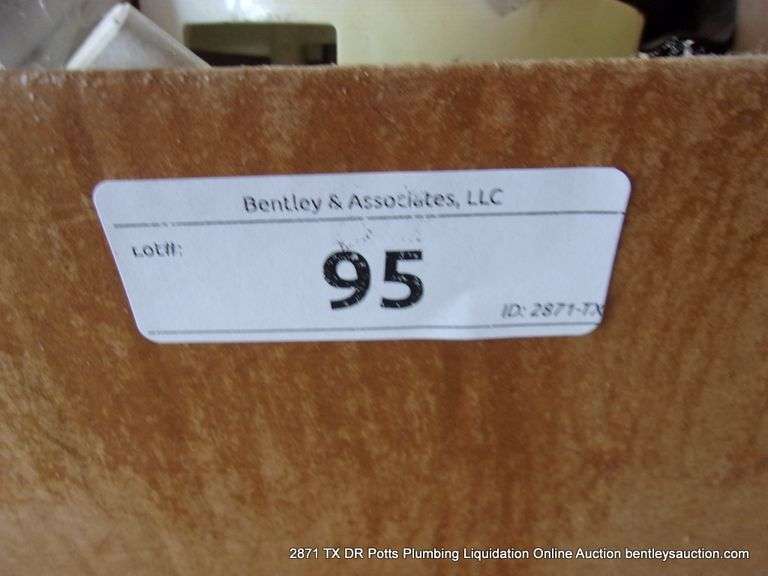 Bentley & Associates, LLC
Lot#:
95
ID: 2871-TX
2871 TX DR Potts Plumbing Liquidation Online Auction bentleysauction.com